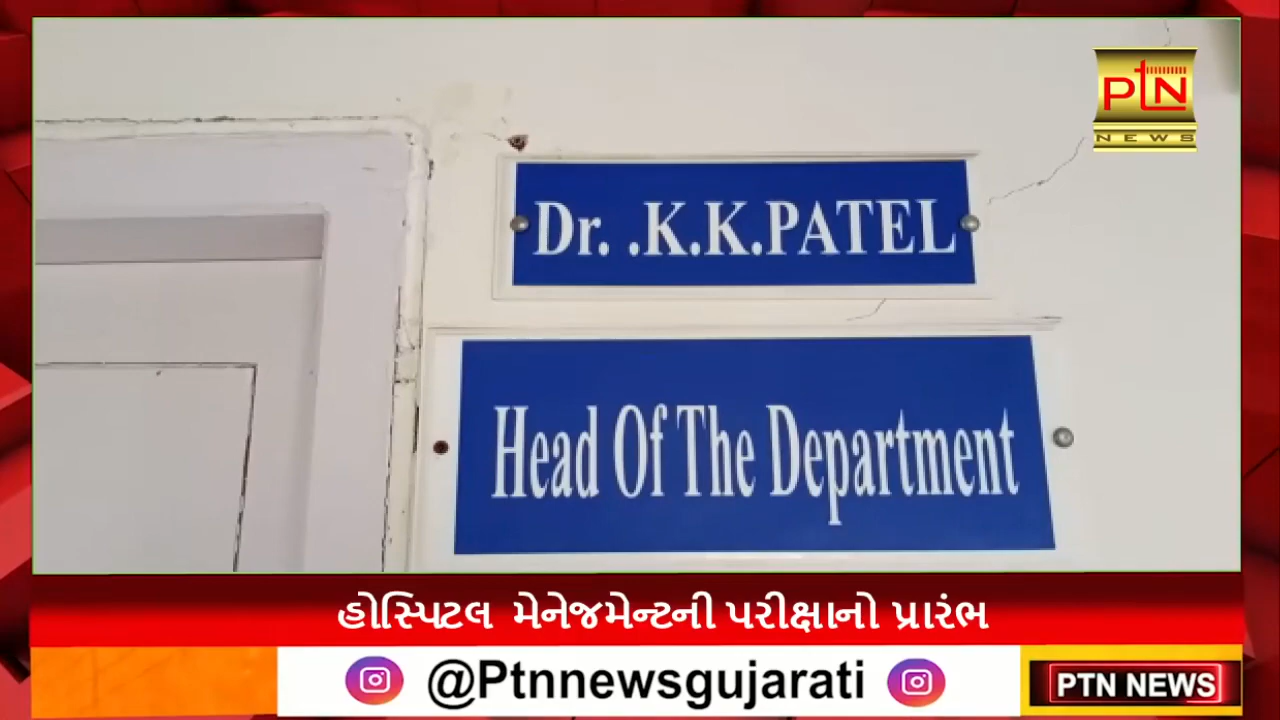 PTN
NEWS
Dr. .K.K.PATEL
Head Of The Department
હોસ્પિટલ મેનેજમેન્ટની પરીક્ષાનો પ્રારંભ
@Ptnnewsgujarati
PTN NEWS